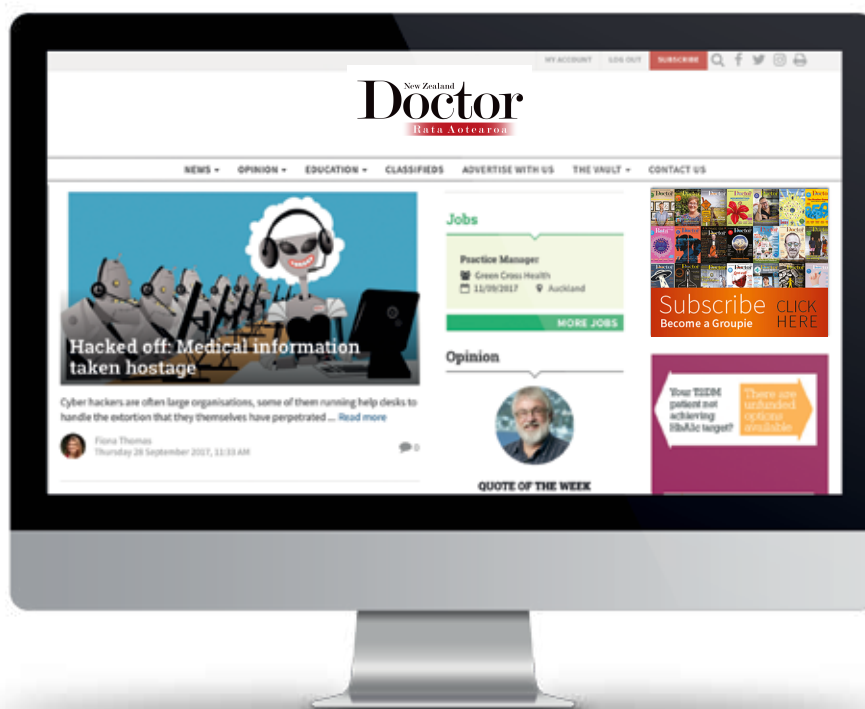 MY ACCOUNT LOG OUT SUBSCRIBE
New Zealand
Doctor
Rata Aotearoa
NEWS OPINION EDUCATION CLASSIFIEDS ADVERTISE WITH US THE VAULT CONTACT US
Hacked off: Medical information
taken hostage
Cyber hackers are often large organisations, some of them running help desks to
handle the extortion that they themselves have perpetrated ... Read more
Fiona Thomas
Thursday 28 September 2017, 11:33 AM
0
Jobs
Practice Manager
Green Cross Health
11/09/2017 Auckland
MORE JOBS
Opinion
QUOTE OF THE WEEK
Subscribe
Become a Groupie
CLICK
HERE
Your T2DM
patient not
achieving
HbA1c target?
There are
unfunded
options
available